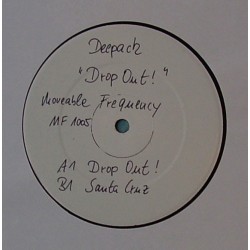 Deepack
"Drop Out!"
Moveable Frequency
MF 1005
A1 Drop Out!
B1 Santa Cruz